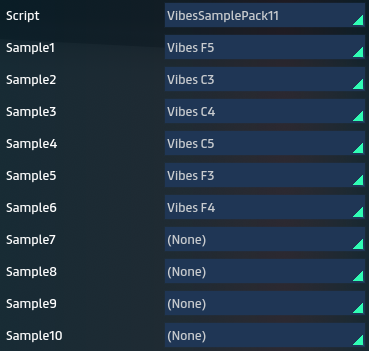 Script VibesSamplePack11
Sample1 Vibes F5
Sample2 Vibes C3
Sample3 Vibes C4
Sample4 Vibes C5
Sample5 Vibes F3
Sample6 Vibes F4
Sample7 (None)
Sample8 (None)
Sample9 (None)
Sample10 (None)